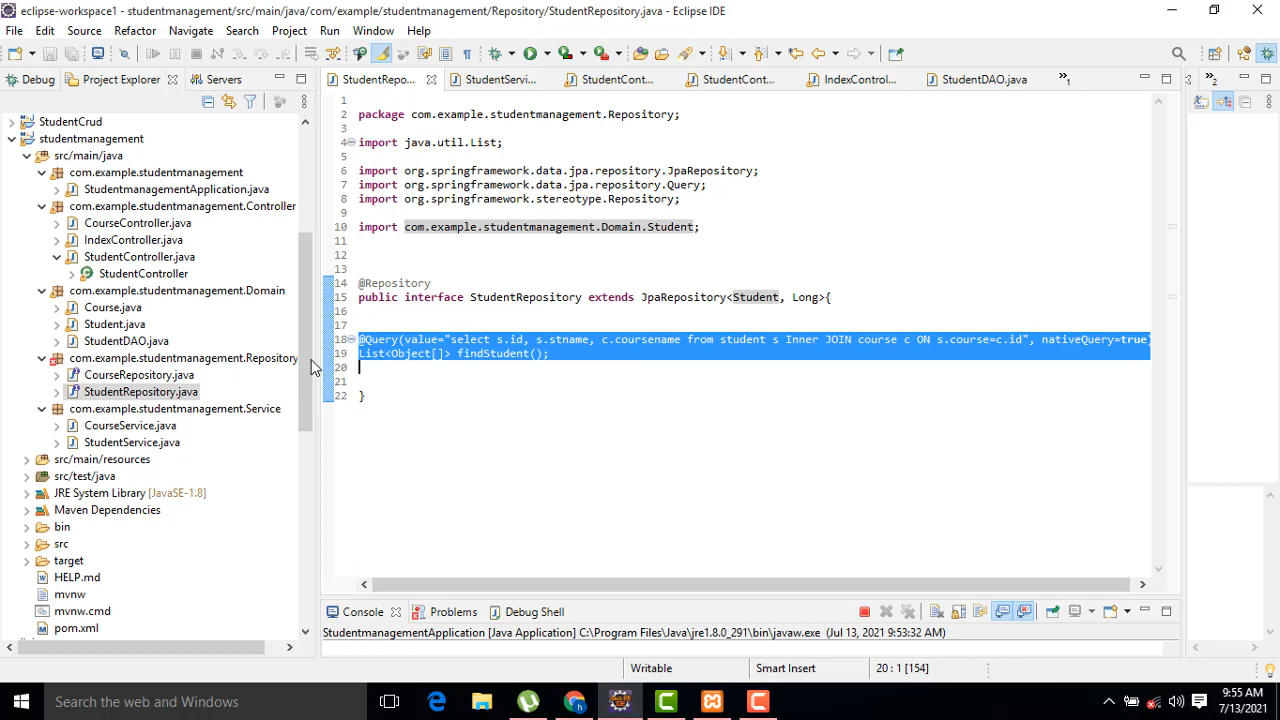 eclipse-workspace1 - studentmanagement/src/main/java/com/example/studentmanagement/Repository/StudentRepository.java - Eclipse IDE
File Edit Source Refactor Navigate Search Project Run Window Help
Debug Project Explorer Servers
StudentRepo... StudentServi... StudentCont... StudentCont... IndexControl... StudentDAO.java »1 »2
StudentCrud
studentmanagement
src/main/java
com.example.studentmanagement
StudentmanagementApplication.java
com.example.studentmanagement.Controller
CourseController.java
IndexController.java
StudentController.java
StudentController
com.example.studentmanagement.Domain
Course.java
Student.java
StudentDAO.java
com.example.studentmanagement.Repository
CourseRepository.java
StudentRepository.java
com.example.studentmanagement.Service
CourseService.java
StudentService.java
src/main/resources
src/test/java
JRE System Library [JavaSE-1.8]
Maven Dependencies
bin
src
target
HELP.md
mvnw
mvnw.cmd
pom.xml
1
2 package com.example.studentmanagement.Repository;
3
4 import java.util.List;
5
6 import org.springframework.data.jpa.repository.JpaRepository;
7 import org.springframework.data.jpa.repository.Query;
8 import org.springframework.stereotype.Repository;
9
10 import com.example.studentmanagement.Domain.Student;
11
12
13
14 @Repository
15 public interface StudentRepository extends JpaRepository<Student, Long>{
16
17
18 @Query(value="select s.id, s.stname, c.coursename from student s Inner JOIN course c ON s.course=c.id", nativeQuery=true)
19 List<Object[]> findStudent();
20
21
22 }
Console Problems Debug Shell
StudentmanagementApplication [Java Application] C:\Program Files\Java\jre1.8.0_291\bin\javaw.exe (Jul 13, 2021 9:53:32 AM)
Writable Smart Insert 20 : 1 [154]
Search the web and Windows
9:55 AM
7/13/2021